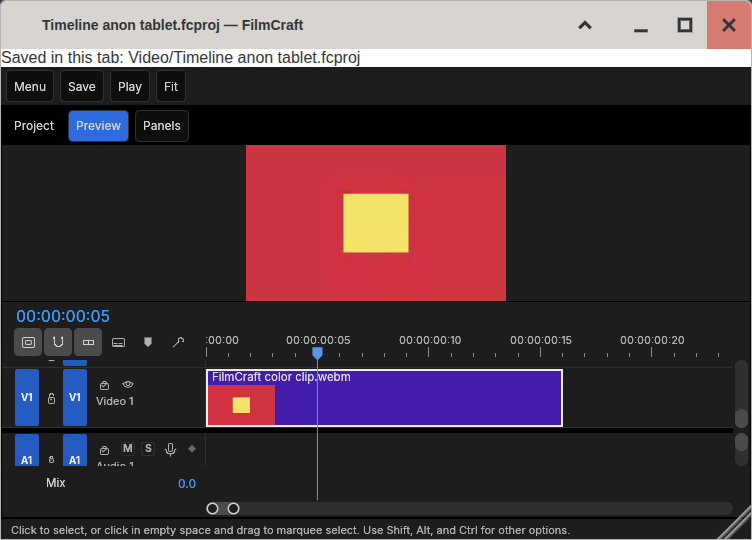 Timeline anon tablet.fcproj — FilmCraft
Saved in this tab: Video/Timeline anon tablet.fcproj
Menu Save Play Fit
Project Preview Panels
00:00:00:05
:00:00 00:00:00:05 00:00:00:10 00:00:00:15 00:00:00:20
FilmCraft color clip.webm
V1 V1 Video 1
M S
A1 A1 Audio 1
Mix 0.0
Click to select, or click in empty space and drag to marquee select. Use Shift, Alt, and Ctrl for other options.